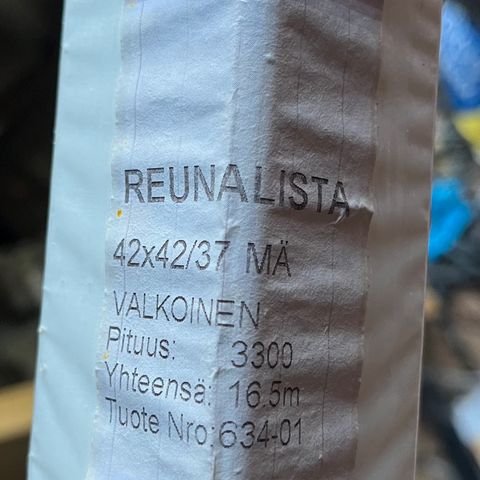 REUNALISTA
42x42/37 MÄ
VALKOINEN
Pituus: 3300
Yhteensä: 16.5m
Tuote Nro: 634-01